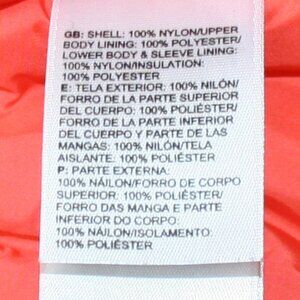 GB: SHELL: 100% NYLON/UPPER
BODY LINING: 100% POLYESTER/
LOWER BODY & SLEEVE LINING:
100% NYLON/INSULATION:
100% POLYESTER
E: TELA EXTERIOR: 100% NILÓN/
FORRO DE LA PARTE SUPERIOR
DEL CUERPO: 100% POLIÉSTER/
FORRO DE LA PARTE INFERIOR
DEL CUERPO Y PARTE DE LAS
MANGAS: 100% NILÓN/TELA
AISLANTE: 100% POLIÉSTER
P: PARTE EXTERNA:
100% NÁILON/FORRO DE CORPO
SUPERIOR: 100% POLIÉSTER/
FORRO DAS MANGA E PARTE
INFERIOR DO CORPO:
100% NÁILON/ISOLAMENTO:
100% POLIÉSTER